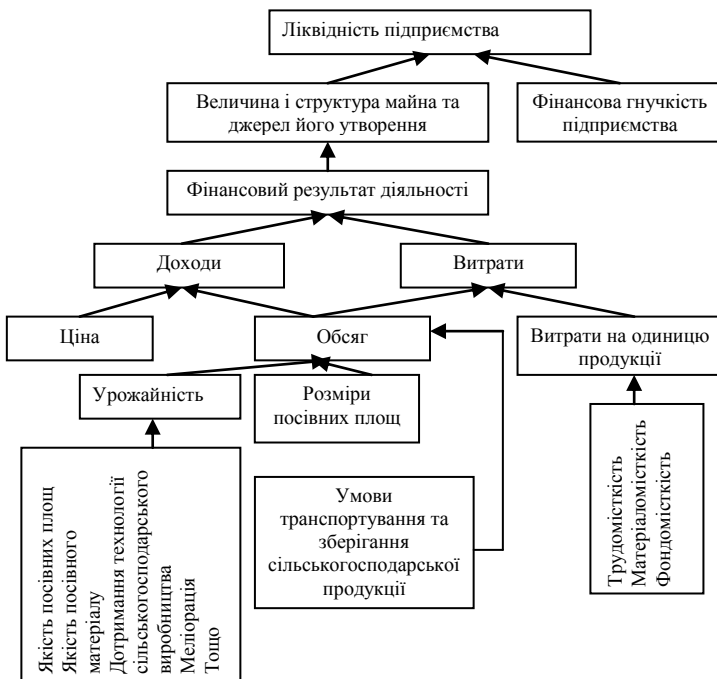 Ліквідність підприємства
Величина і структура майна та
джерел його утворення
Фінансова гнучкість
підприємства
Фінансовий результат діяльності
Доходи
Витрати
Ціна
Обсяг
Витрати на одиницю
продукції
Урожайність
Розміри
посівних площ
Якість посівних площ
Якість посівного
матеріалу
Дотримання технології
сільськогосподарського
виробництва
Меліорація
Тощо
Умови
транспортування та
зберігання
сільськогосподарської
продукції
Трудомісткість
Матеріаломісткість
Фондомісткість